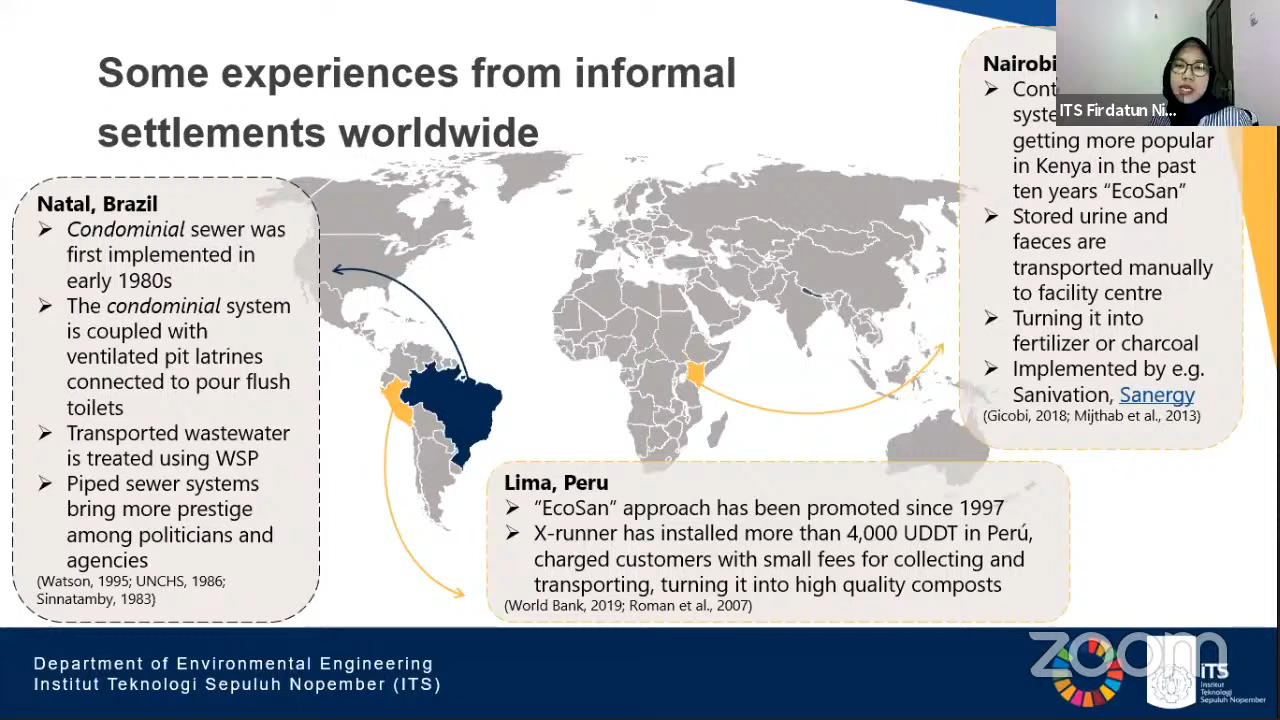 Some experiences from informal
settlements worldwide
Natal, Brazil
➤ Condominial sewer was
first implemented in
early 1980s
➤ The condominial system
is coupled with
ventilated pit latrines
connected to pour flush
toilets
➤ Transported wastewater
is treated using WSP
➤ Piped sewer systems
bring more prestige
among politicians and
agencies
(Watson, 1995; UNCHS, 1986;
Sinnatamby, 1983)
Lima, Peru
➤ “EcoSan” approach has been promoted since 1997
➤ X-runner has installed more than 4,000 UDDT in Perú,
charged customers with small fees for collecting and
transporting, turning it into high quality composts
(World Bank, 2019; Roman et al., 2007)
Nairobi
➤ Cont
syste
getting more popular
in Kenya in the past
ten years “EcoSan”
➤ Stored urine and
faeces are
transported manually
to facility centre
➤ Turning it into
fertilizer or charcoal
➤ Implemented by e.g.
Sanivation, Sanergy
(Gicobi, 2018; Mijthab et al., 2013)
ITS Firdatun Ni...
Department of Environmental Engineering
Institut Teknologi Sepuluh Nopember (ITS)
zoom
ITS
Institut
Teknologi
Sepuluh Nopember